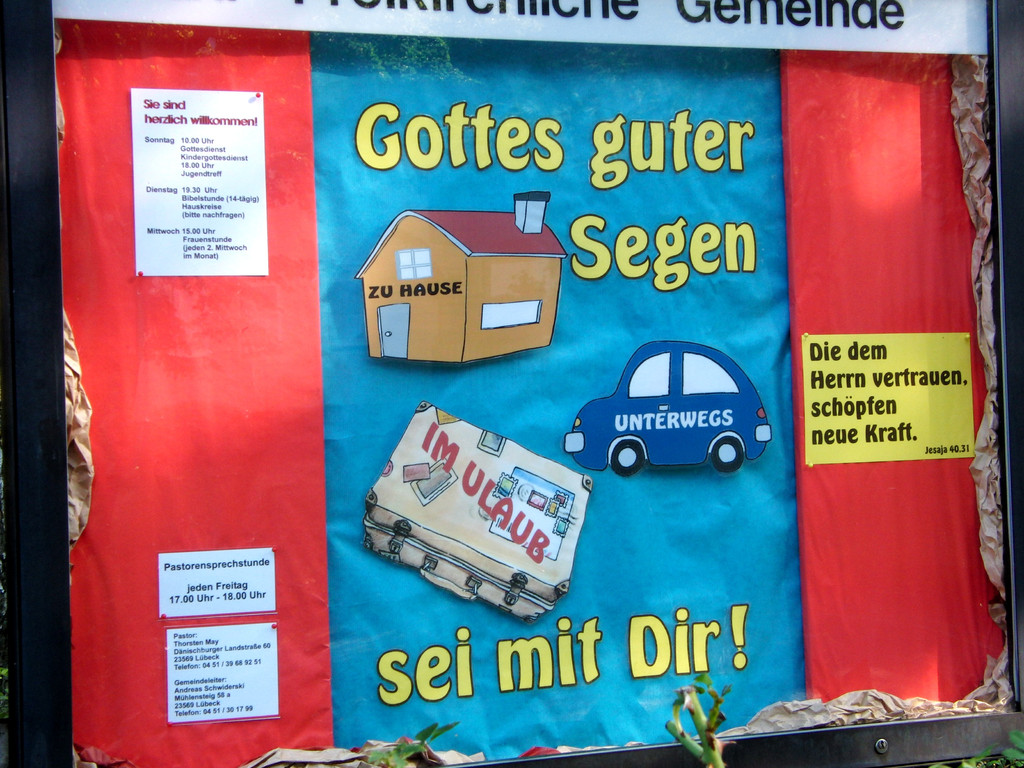 Freikirchliche Gemeinde
Sie sind
herzlich willkommen!
Sonntag 10.00 Uhr
Gottesdienst
Kindergottesdienst
18.00 Uhr
Jugendtreff
Dienstag 19.30 Uhr
Bibelstunde (14-tägig)
Hauskreise
(bitte nachfragen)
Mittwoch 15.00 Uhr
Frauenstunde
(jeden 2. Mittwoch
im Monat)
Gottes guter
Segen
ZU HAUSE
UNTERWEGS
IM URLAUB
sei mit Dir!
Die dem
Herrn vertrauen,
schöpfen
neue Kraft.
Jesaja 40.31
Pastorensprechstunde
jeden Freitag
17.00 Uhr - 18.00 Uhr
Pastor:
Thorsten May
Dänischburger Landstraße 60
23569 Lübeck
Telefon: 04 51 / 39 68 92 51
Gemeindeleiter:
Andreas Schwiderski
Mühlensteig 58 a
23569 Lübeck
Telefon: 04 51 / 30 17 99